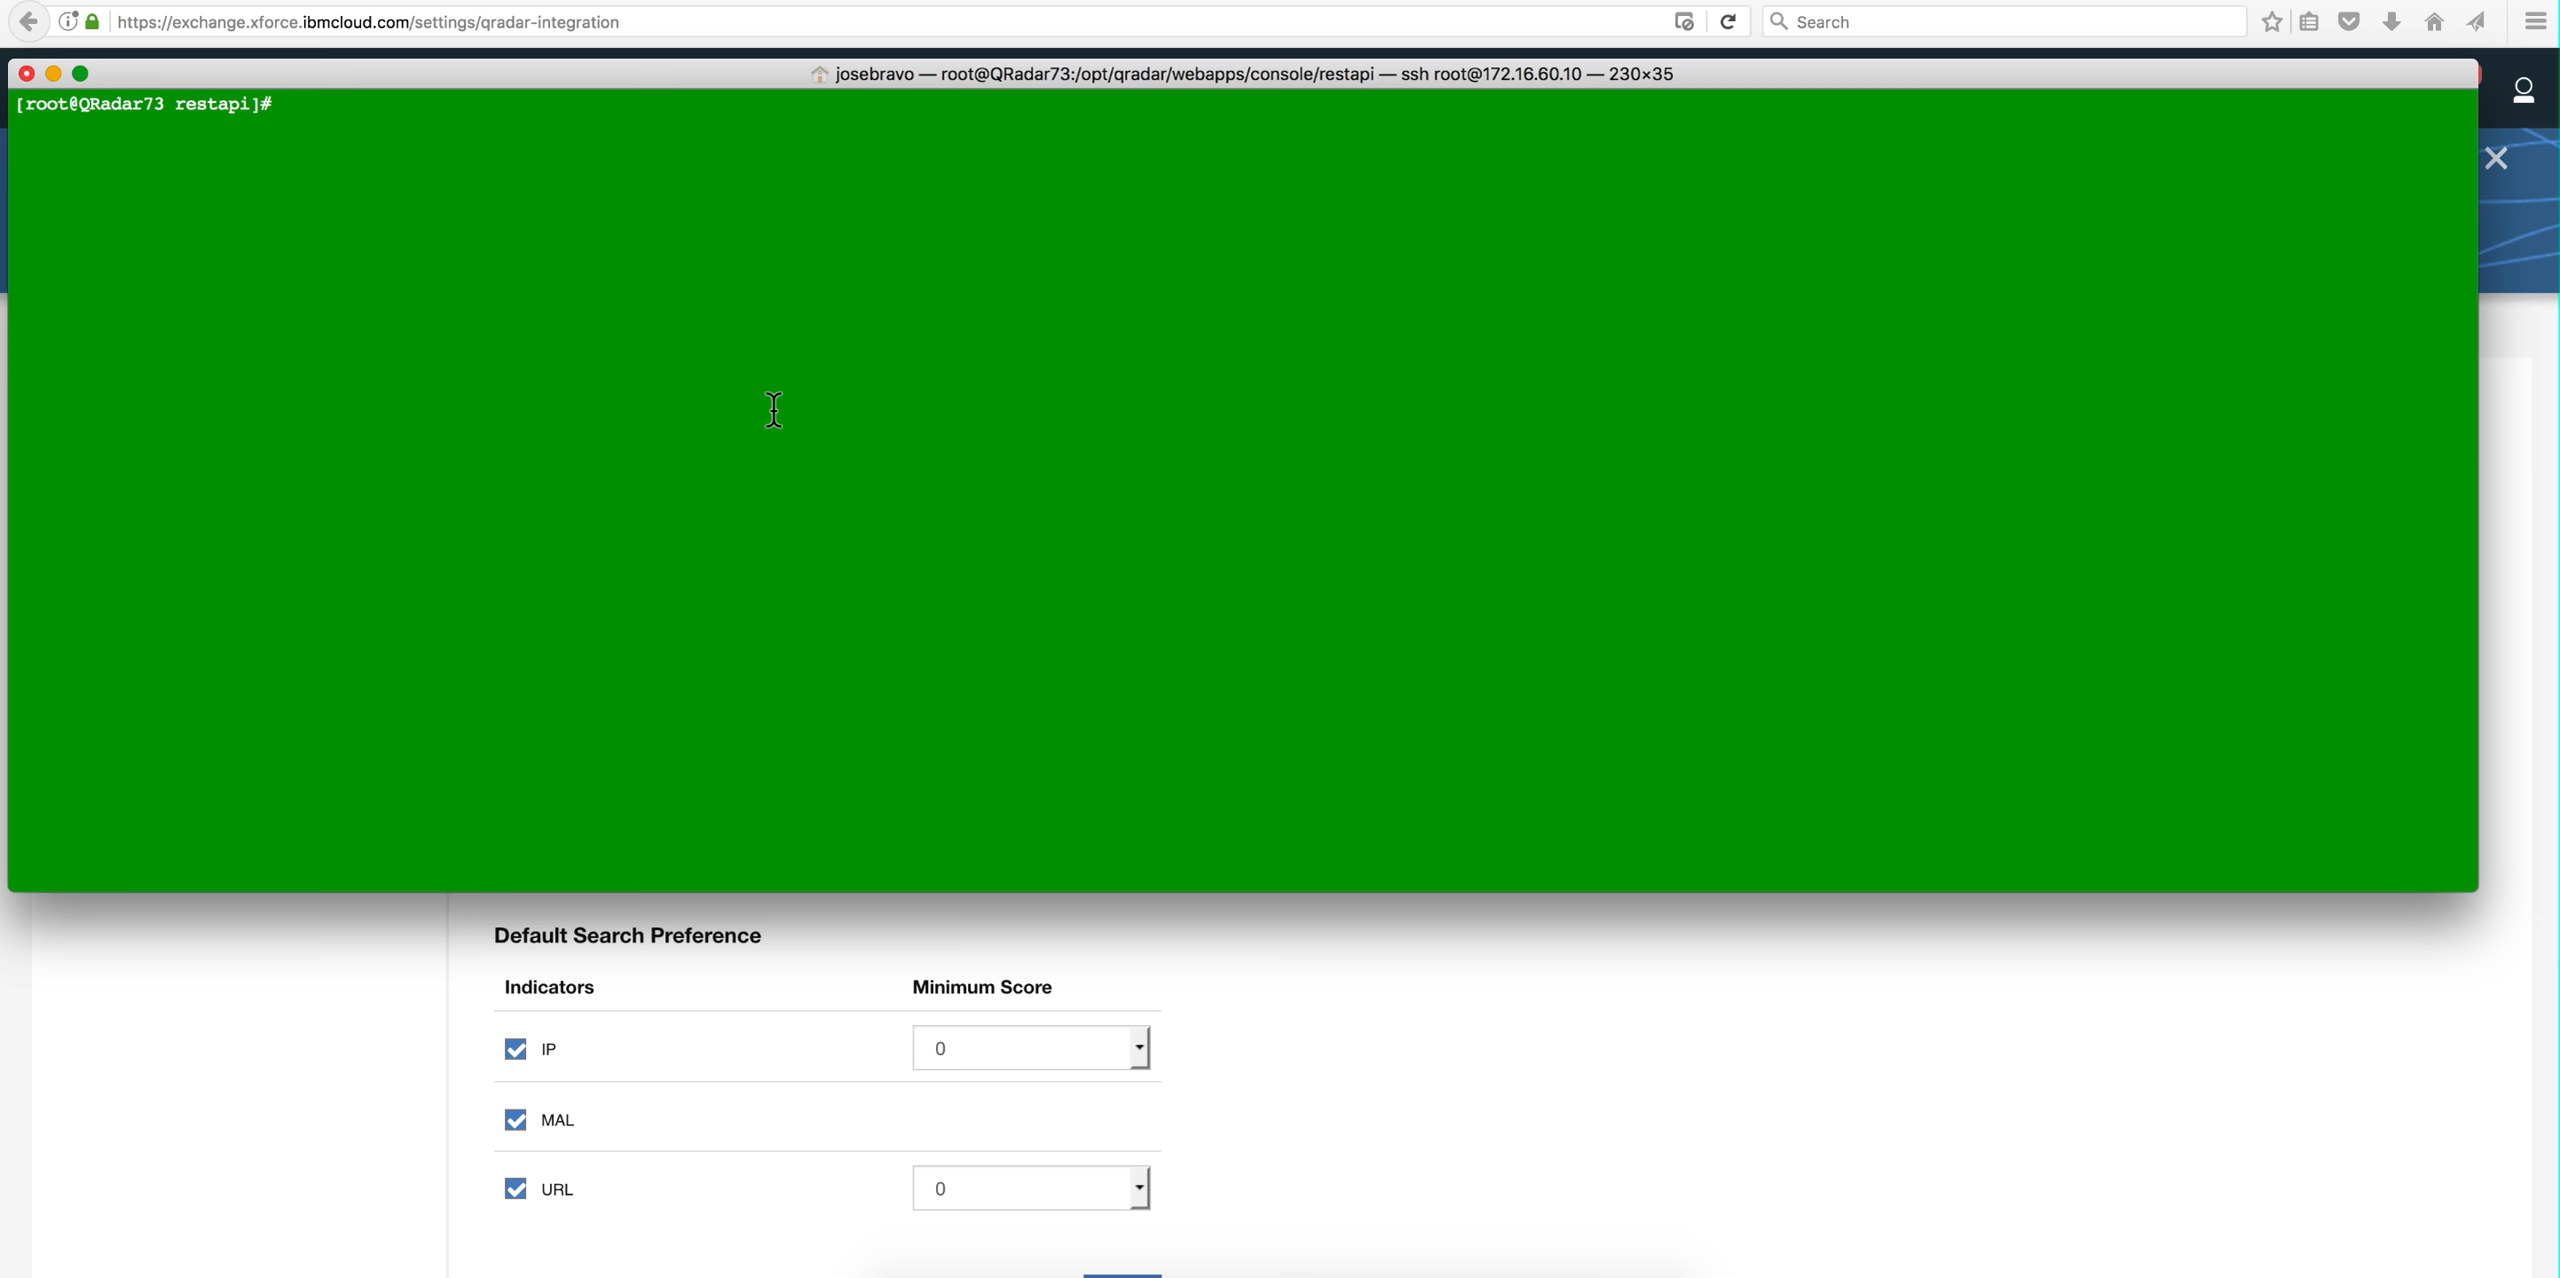 https://exchange.xforce.ibmcloud.com/settings/qradar-integration
Search
josebravo — root@QRadar73:/opt/qradar/webapps/console/restapi — ssh root@172.16.60.10 — 230×35
[root@QRadar73 restapi]#
Default Search Preference
Indicators Minimum Score
IP 0
MAL
URL 0